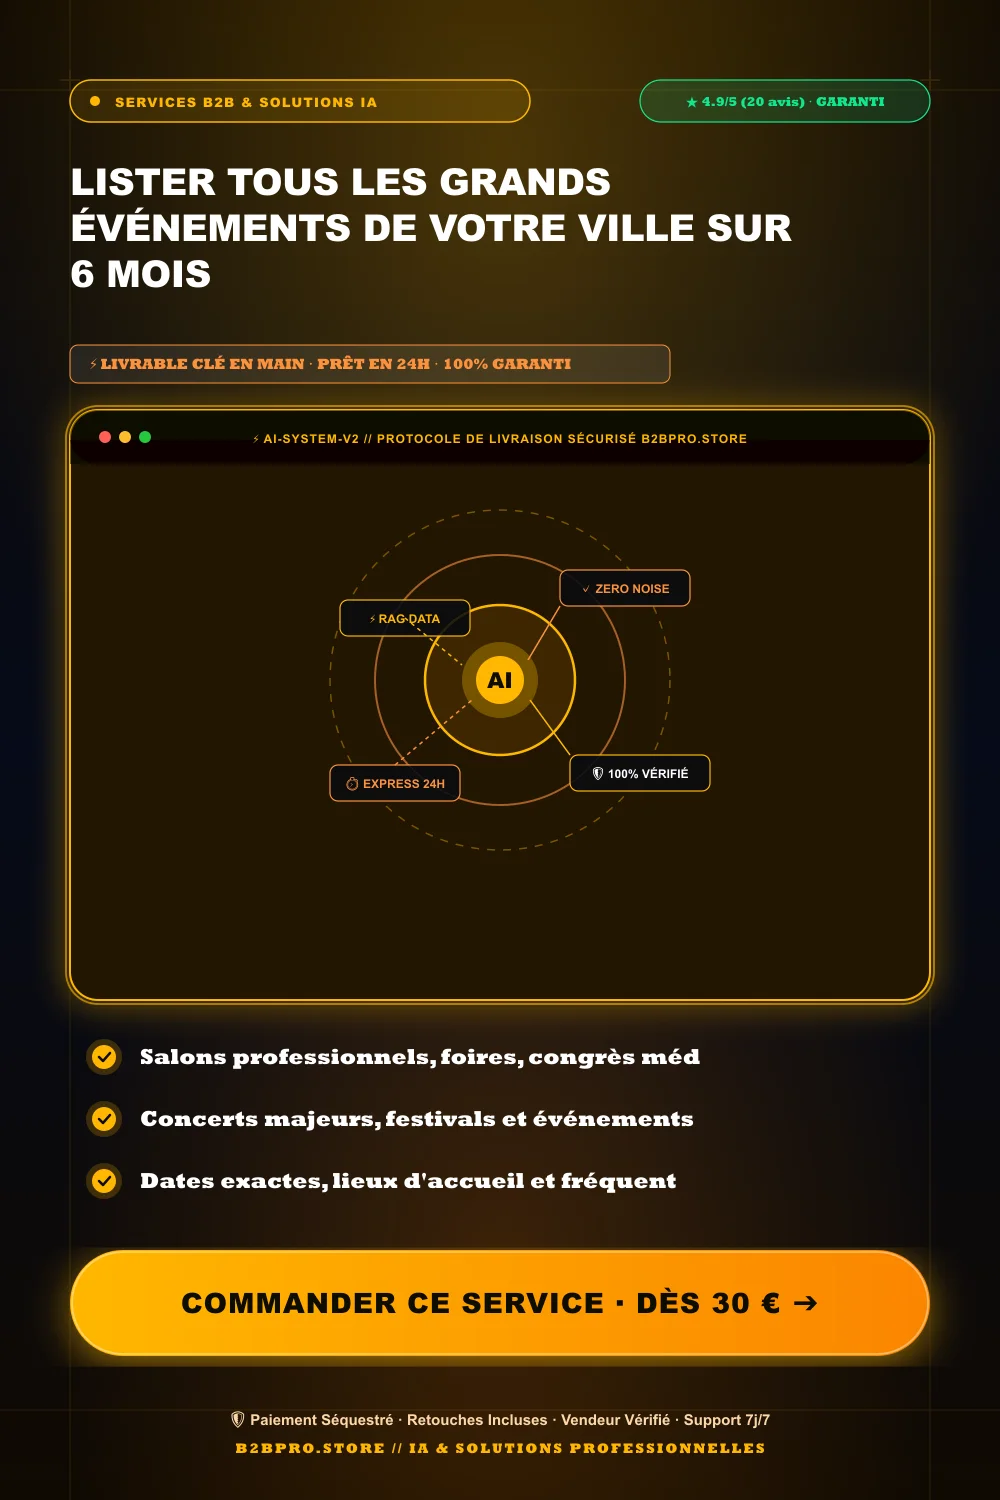 SERVICES B2B & SOLUTIONS IA
★ 4.9/5 (20 avis) · GARANTI
LISTER TOUS LES GRANDS
ÉVÉNEMENTS DE VOTRE VILLE SUR
6 MOIS
⚡ LIVRABLE CLÉ EN MAIN · PRÊT EN 24H · 100% GARANTI
⚡ AI-SYSTEM-V2 // PROTOCOLE DE LIVRAISON SÉCURISÉ B2BPRO.STORE
✓ ZERO NOISE
⚡ RAG DATA
AI
🛡 100% VÉRIFIÉ
⏱ EXPRESS 24H
Salons professionnels, foires, congrès méd
Concerts majeurs, festivals et événements
Dates exactes, lieux d'accueil et fréquent
COMMANDER CE SERVICE · DÈS 30 € ➔
🛡 Paiement Séquestré · Retouches Incluses · Vendeur Vérifié · Support 7j/7
B2BPRO.STORE // IA & SOLUTIONS PROFESSIONNELLES